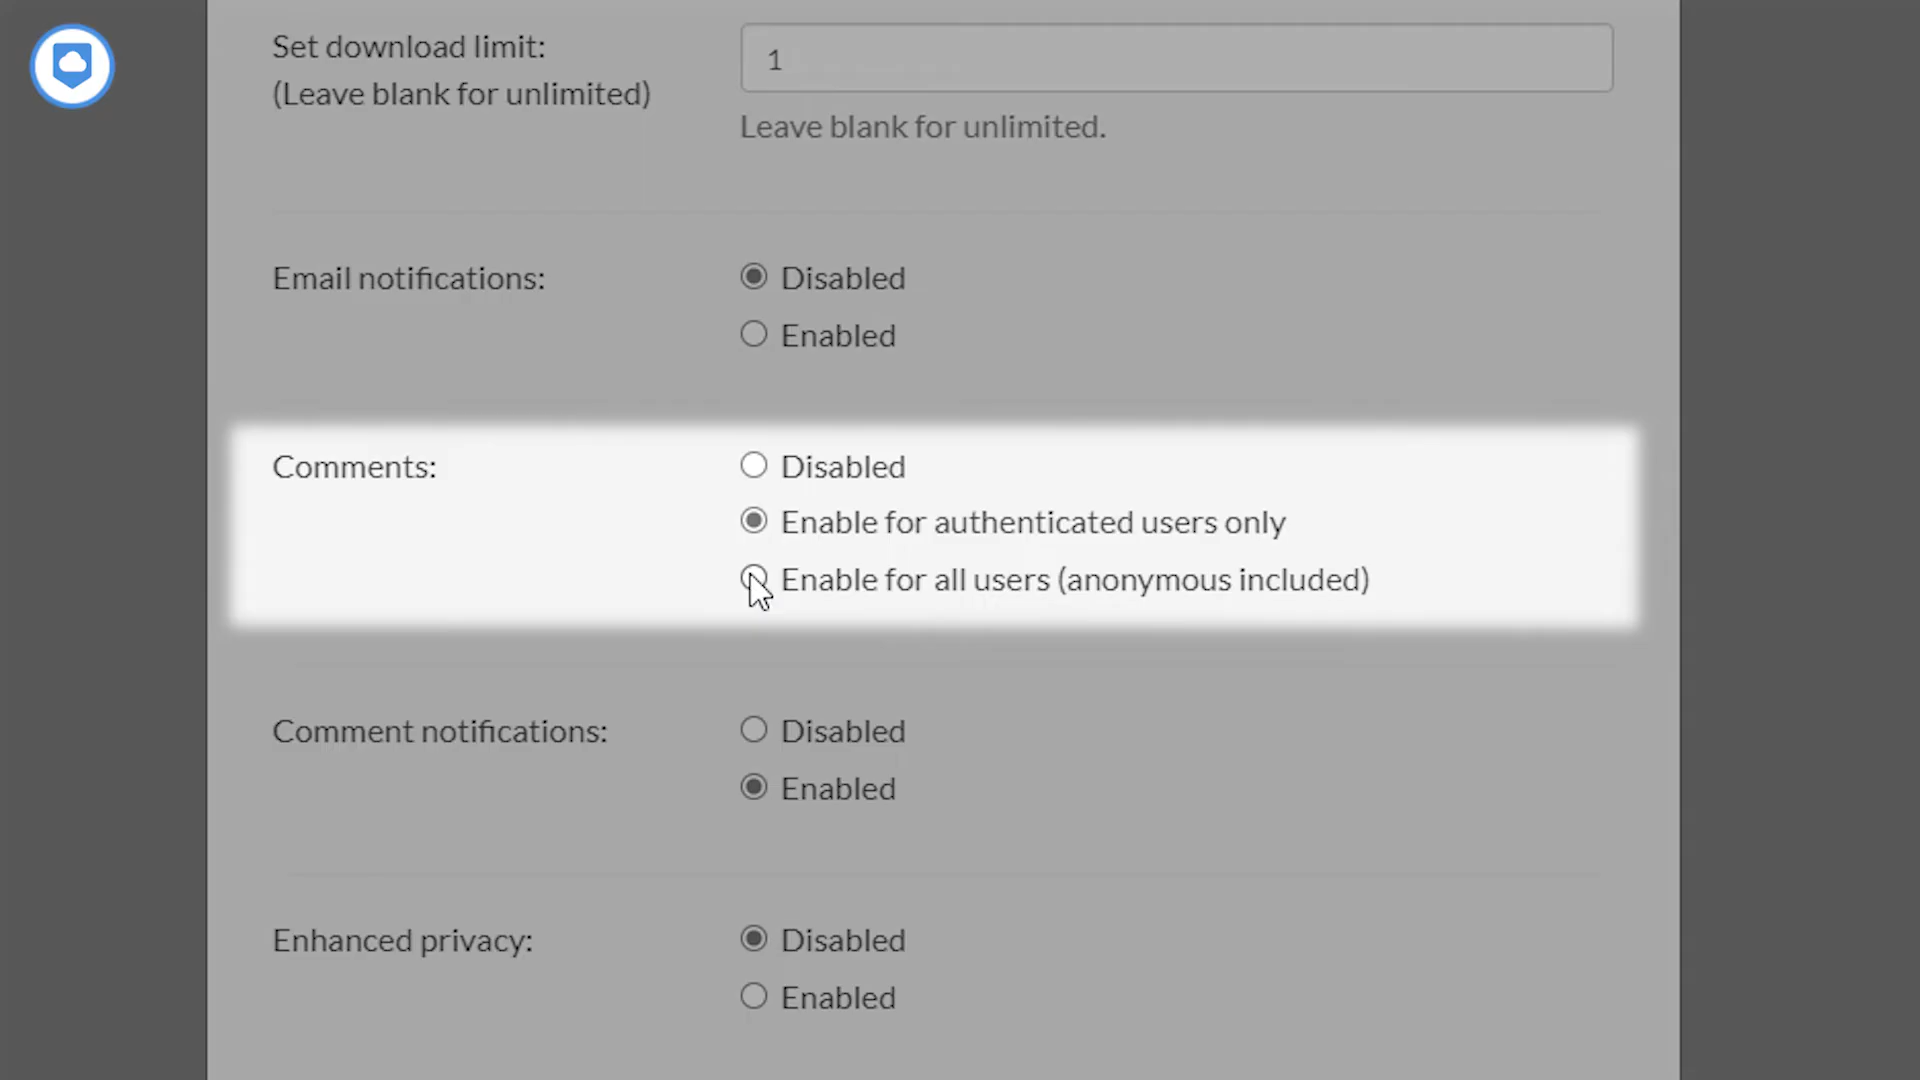 Set download limit:
(Leave blank for unlimited)
1
Leave blank for unlimited.
Email notifications:
Disabled
Enabled
Comments:
Disabled
Enable for authenticated users only
Enable for all users (anonymous included)
Comment notifications:
Disabled
Enabled
Enhanced privacy:
Disabled
Enabled